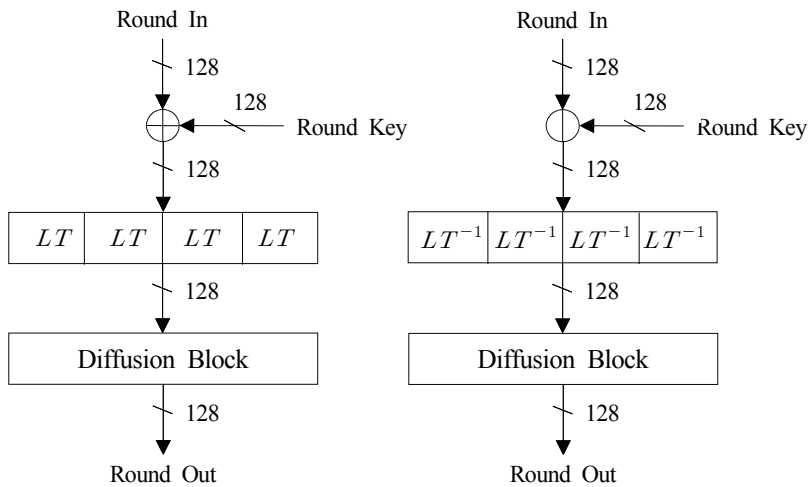 Round In
128
128
Round Key
128
LT LT LT LT
128
Diffusion Block
128
Round Out
Round In
128
128
Round Key
128
LT⁻¹ LT⁻¹ LT⁻¹ LT⁻¹
128
Diffusion Block
128
Round Out